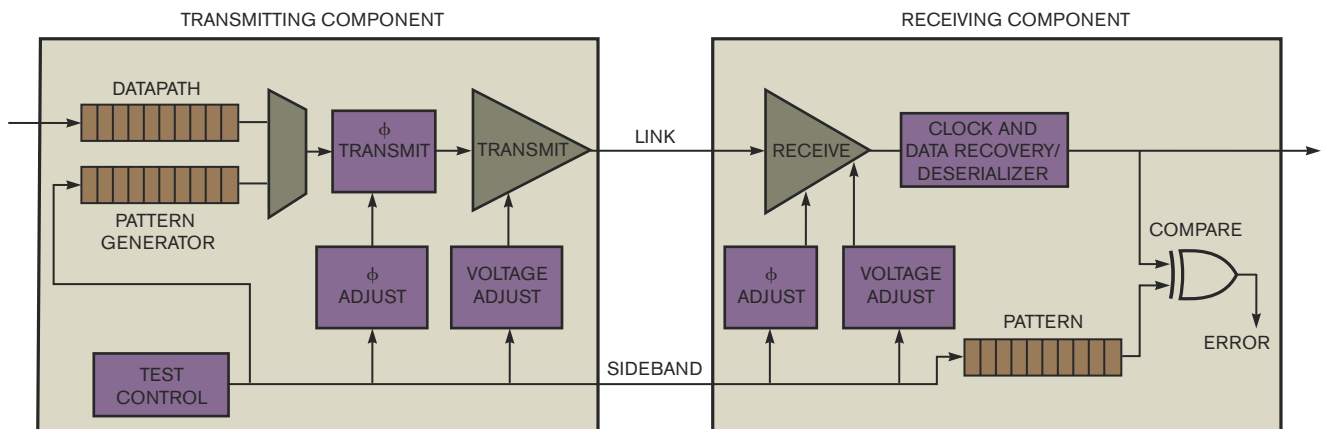 TRANSMITTING COMPONENT
DATAPATH
PATTERN
GENERATOR
ϕ
TRANSMIT
TRANSMIT
ϕ
ADJUST
VOLTAGE
ADJUST
TEST
CONTROL
LINK
SIDEBAND
RECEIVING COMPONENT
RECEIVE
CLOCK AND
DATA RECOVERY/
DESERIALIZER
ϕ
ADJUST
VOLTAGE
ADJUST
PATTERN
COMPARE
ERROR